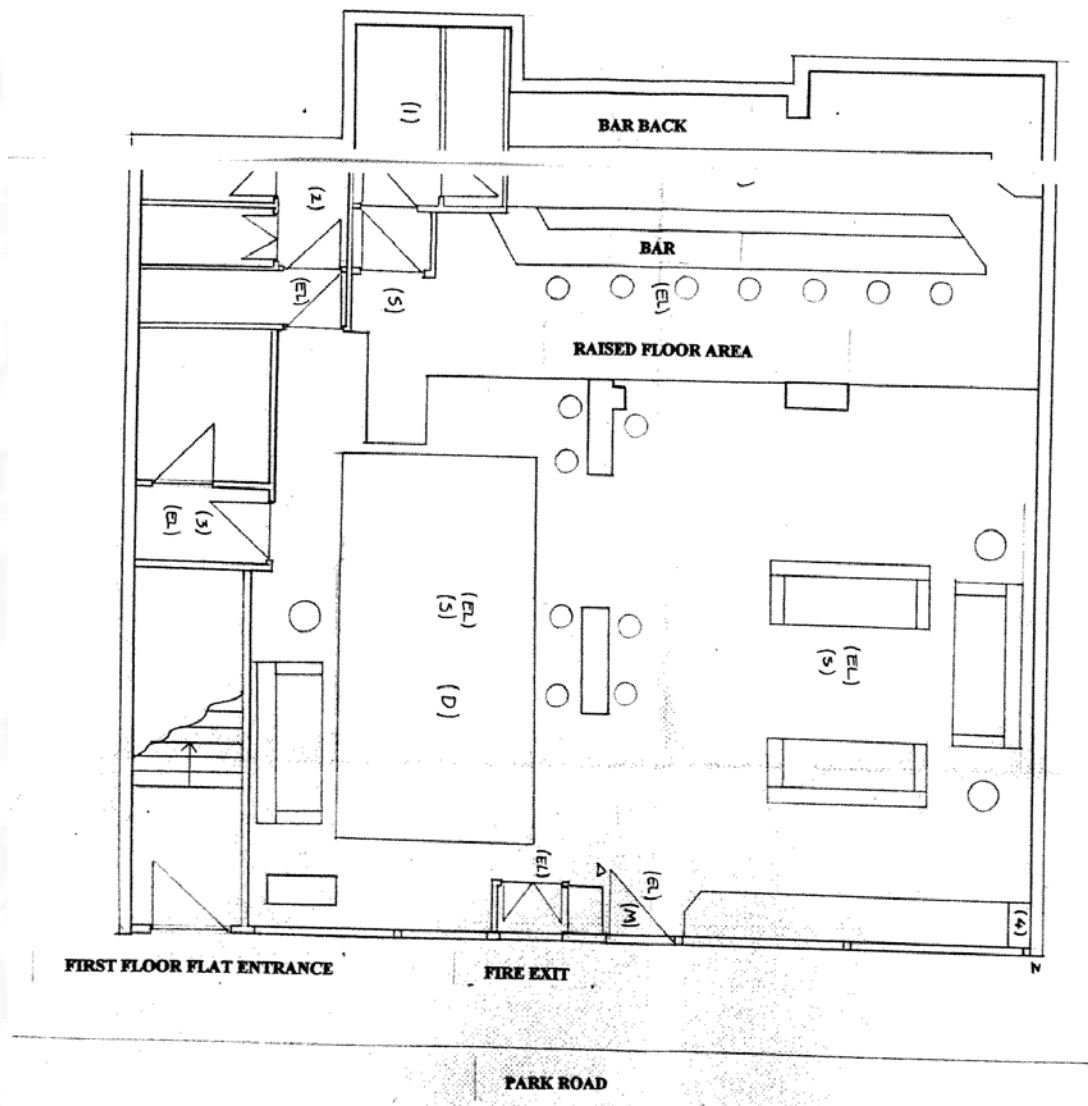 (1)
BAR BACK
(2)
BAR
(EL)
(S)
(EL)
RAISED FLOOR AREA
(3)
(EL)
(EL)
(S)
(D)
(EL)
(S)
(EL)
(EL)
(M)
(4)
N
FIRST FLOOR FLAT ENTRANCE
FIRE EXIT
PARK ROAD